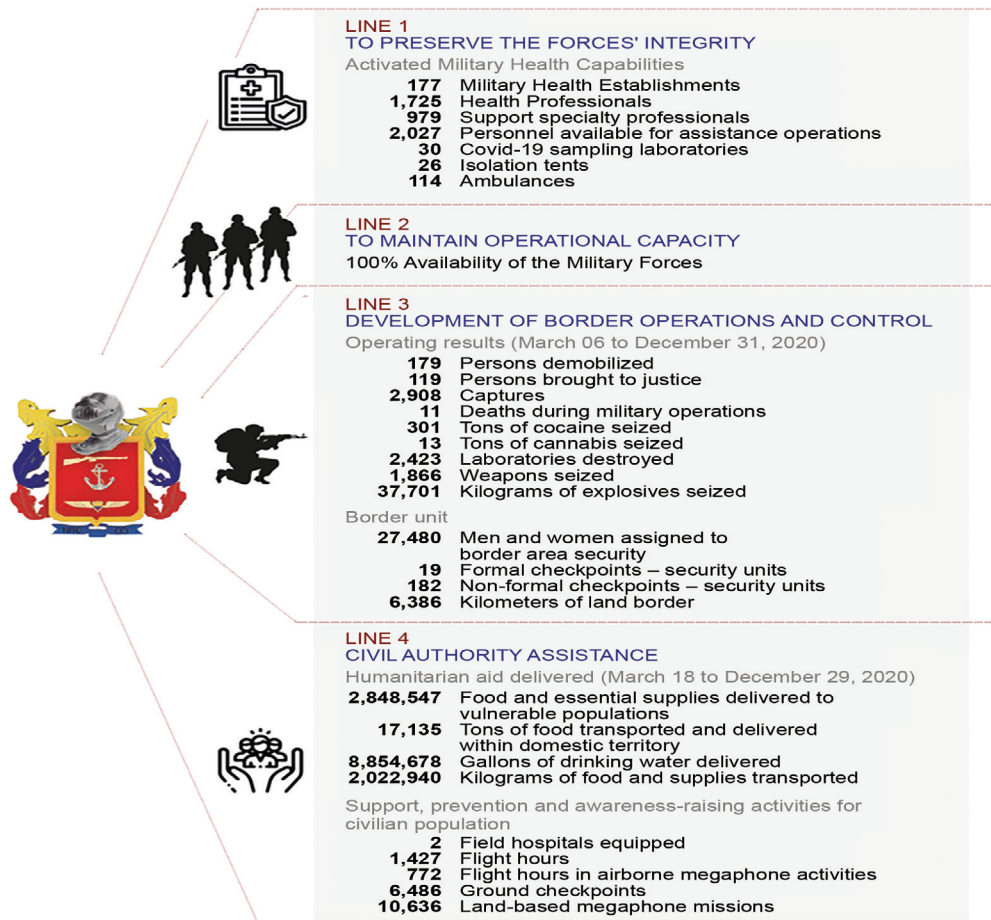 LINE 1
TO PRESERVE THE FORCES' INTEGRITY
Activated Military Health Capabilities
177 Military Health Establishments
1,725 Health Professionals
979 Support specialty professionals
2,027 Personnel available for assistance operations
30 Covid-19 sampling laboratories
26 Isolation tents
114 Ambulances
LINE 2
TO MAINTAIN OPERATIONAL CAPACITY
100% Availability of the Military Forces
LINE 3
DEVELOPMENT OF BORDER OPERATIONS AND CONTROL
Operating results (March 06 to December 31, 2020)
179 Persons demobilized
119 Persons brought to justice
2,908 Captures
11 Deaths during military operations
301 Tons of cocaine seized
13 Tons of cannabis seized
2,423 Laboratories destroyed
1,866 Weapons seized
37,701 Kilograms of explosives seized
Border unit
27,480 Men and women assigned to
border area security
19 Formal checkpoints – security units
182 Non-formal checkpoints – security units
6,386 Kilometers of land border
LINE 4
CIVIL AUTHORITY ASSISTANCE
Humanitarian aid delivered (March 18 to December 29, 2020)
2,848,547 Food and essential supplies delivered to
vulnerable populations
17,135 Tons of food transported and delivered
within domestic territory
8,854,678 Gallons of drinking water delivered
2,022,940 Kilograms of food and supplies transported
Support, prevention and awareness-raising activities for
civilian population
2 Field hospitals equipped
1,427 Flight hours
772 Flight hours in airborne megaphone activities
6,486 Ground checkpoints
10,636 Land-based megaphone missions